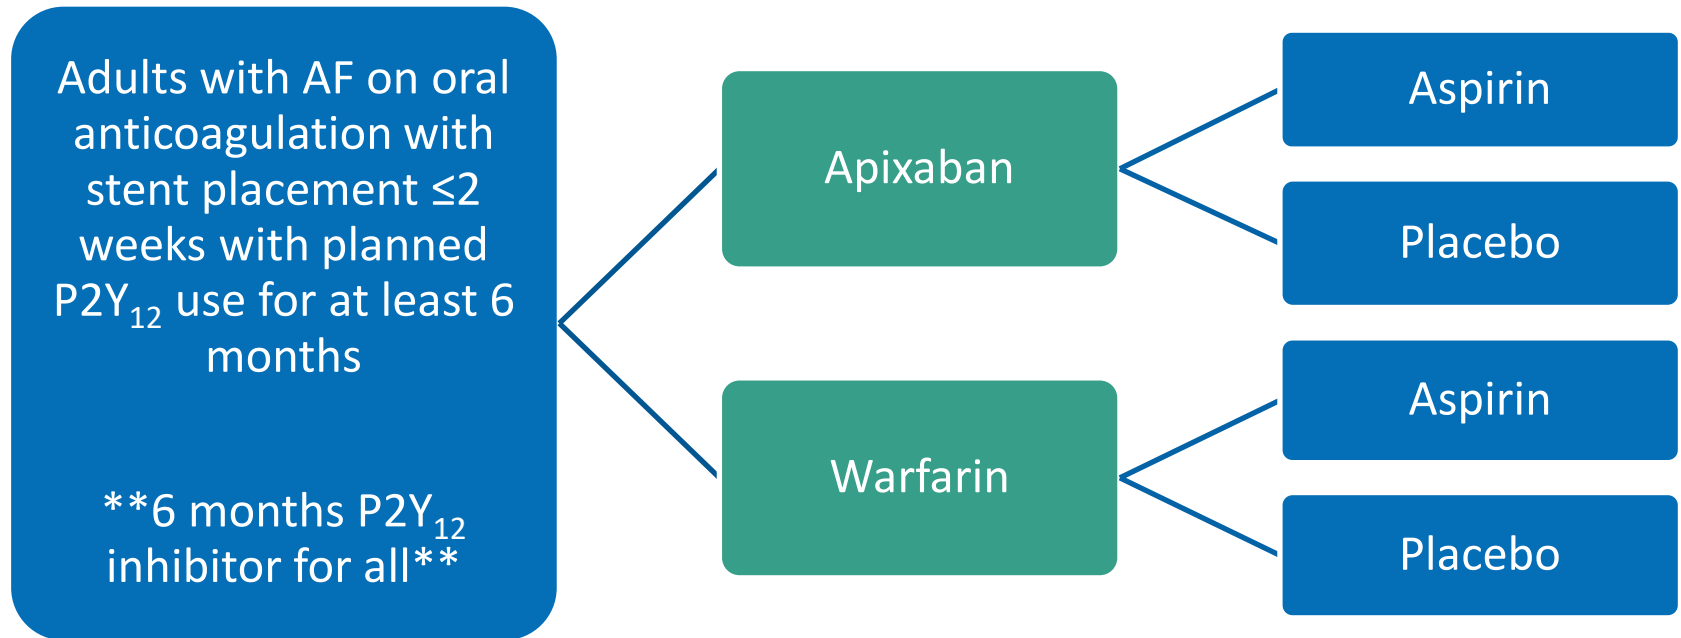 Adults with AF on oral
anticoagulation with
stent placement ≤2
weeks with planned
P2Y₁₂ use for at least 6
months
**6 months P2Y₁₂
inhibitor for all**
Apixaban
Warfarin
Aspirin
Placebo
Aspirin
Placebo